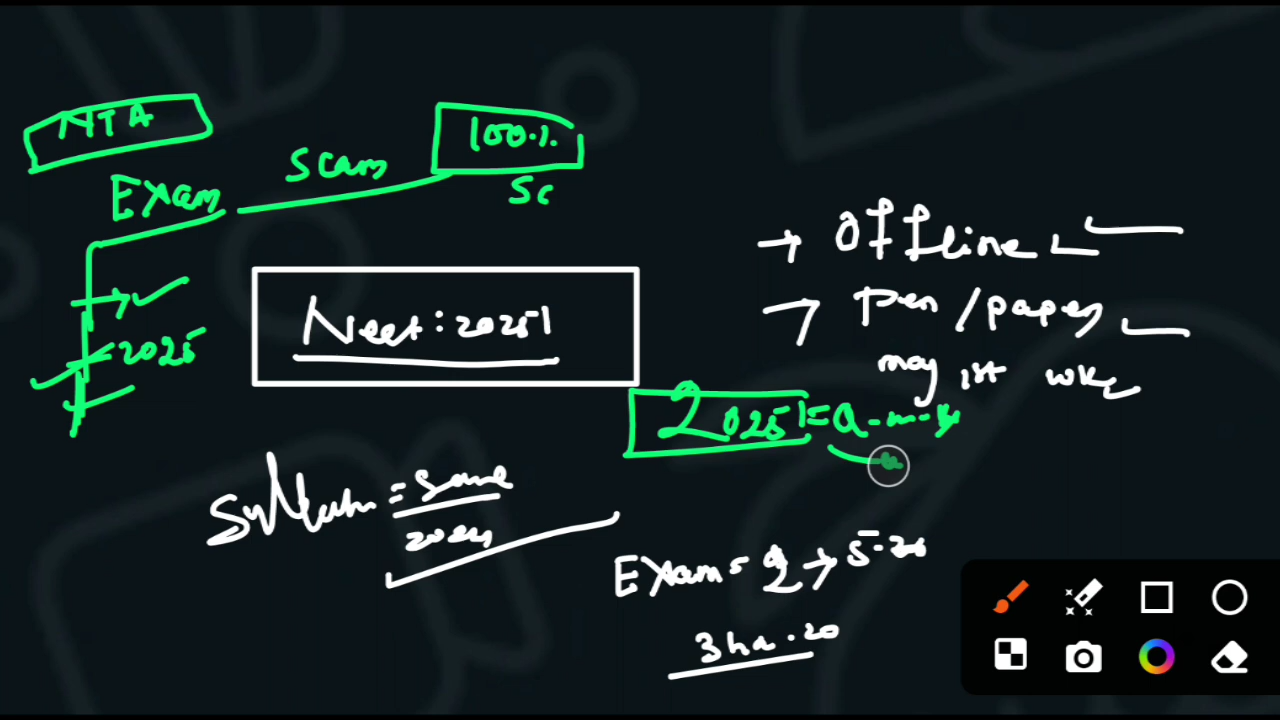 NTA
100%
Scam
Sc
Exam
→ Offline
Neet:2025
→ Pen/paper
2025
may 1st wk
2025 =
= Same
2024
Exam = 2 → 5-20
3 hr. 20